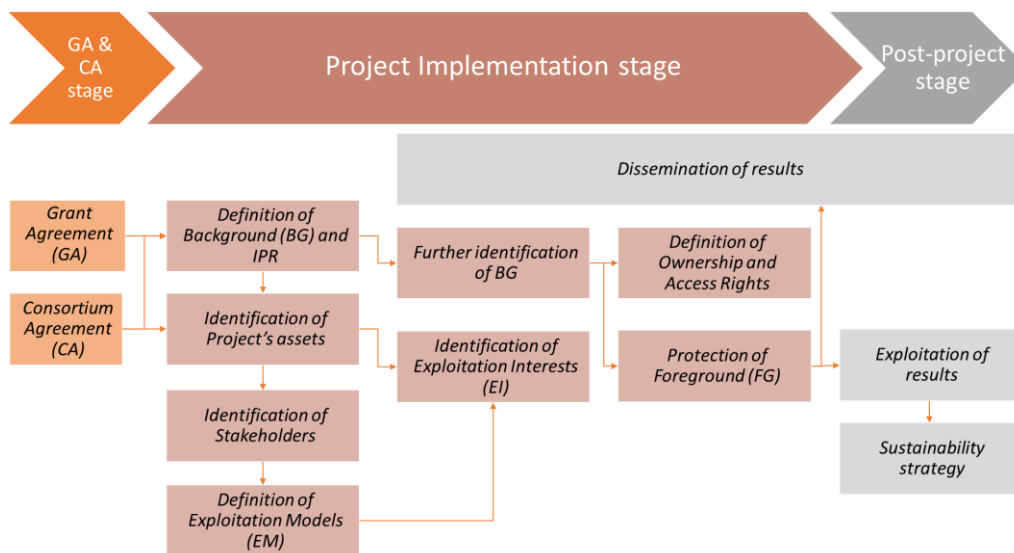 GA &
CA
stage
Project Implementation stage
Post-project
stage
Dissemination of results
Grant
Agreement
(GA)
Definition of
Background (BG) and
IPR
Further identification
of BG
Definition of
Ownership and
Access Rights
Consortium
Agreement
(CA)
Identification of
Project's assets
Identification of
Exploitation Interests
(EI)
Protection of
Foreground (FG)
Exploitation of
results
Identification of
Stakeholders
Sustainability
strategy
Definition of
Exploitation Models
(EM)